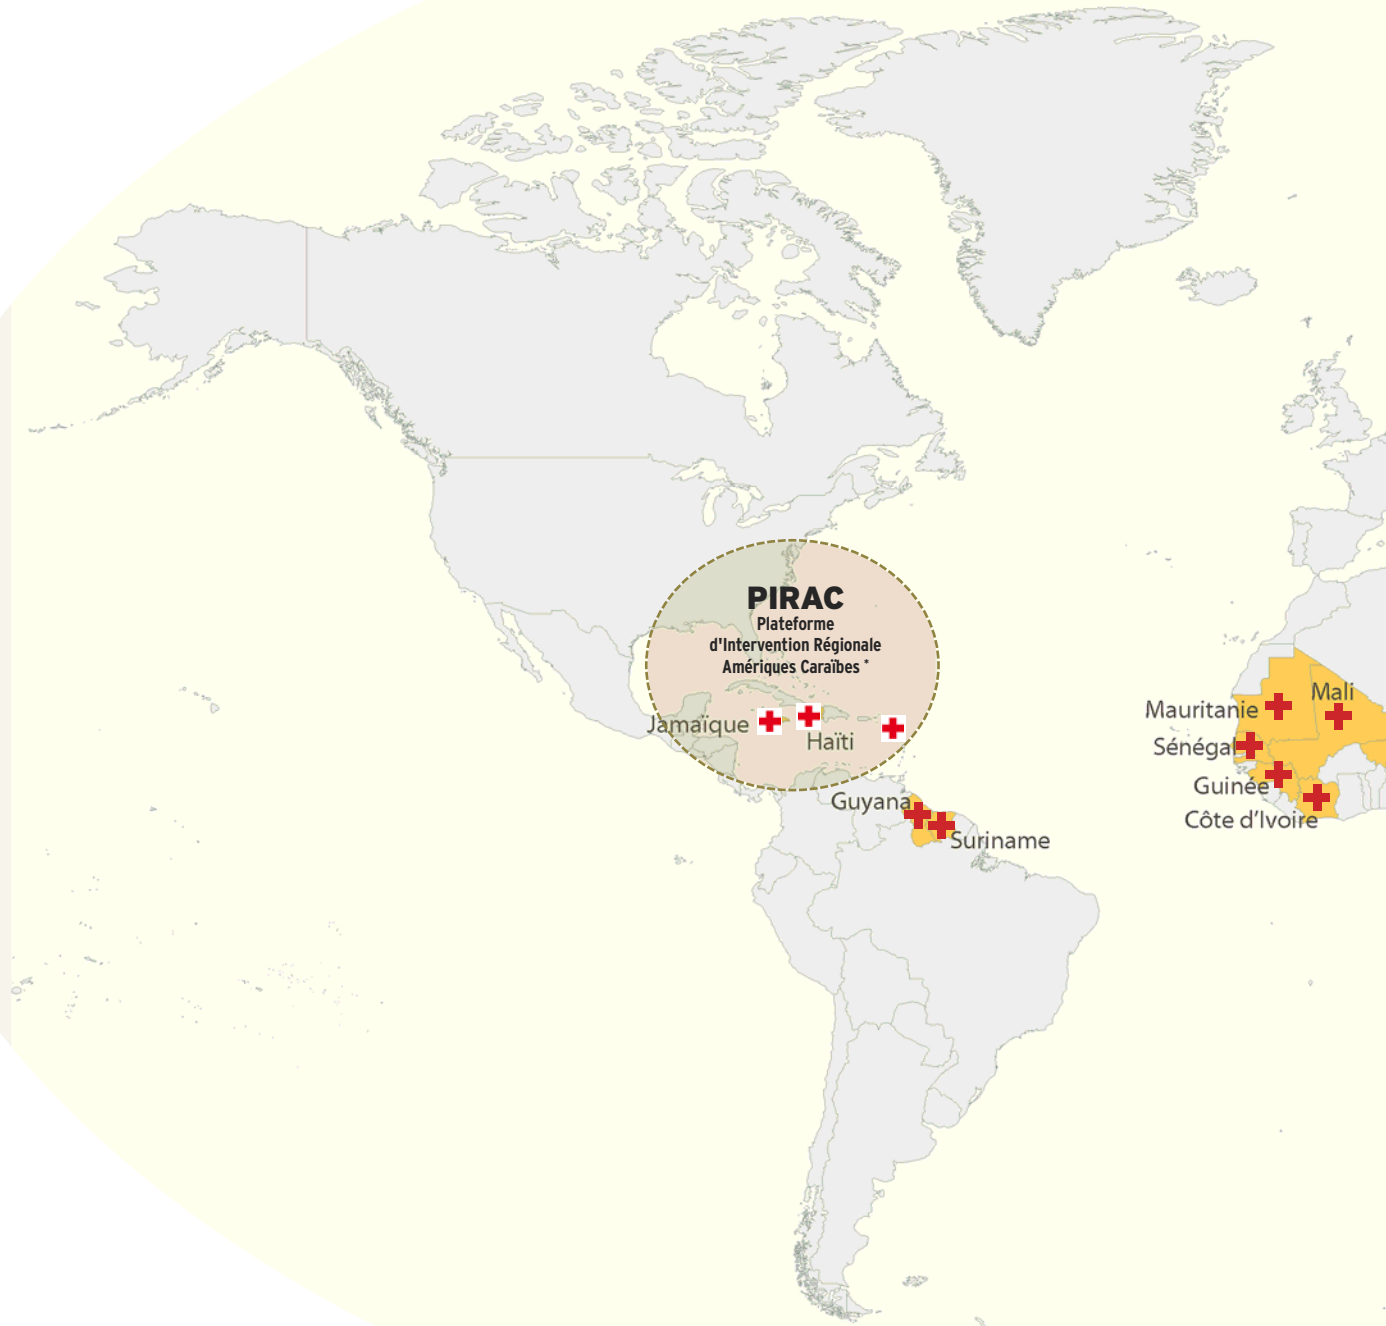 PIRAC
Plateforme
d'Intervention Régionale
Amériques Caraïbes *
Jamaïque
Haïti
Guyana
Suriname
Mali
Mauritanie
Sénégal
Guinée
Côte d'Ivoire